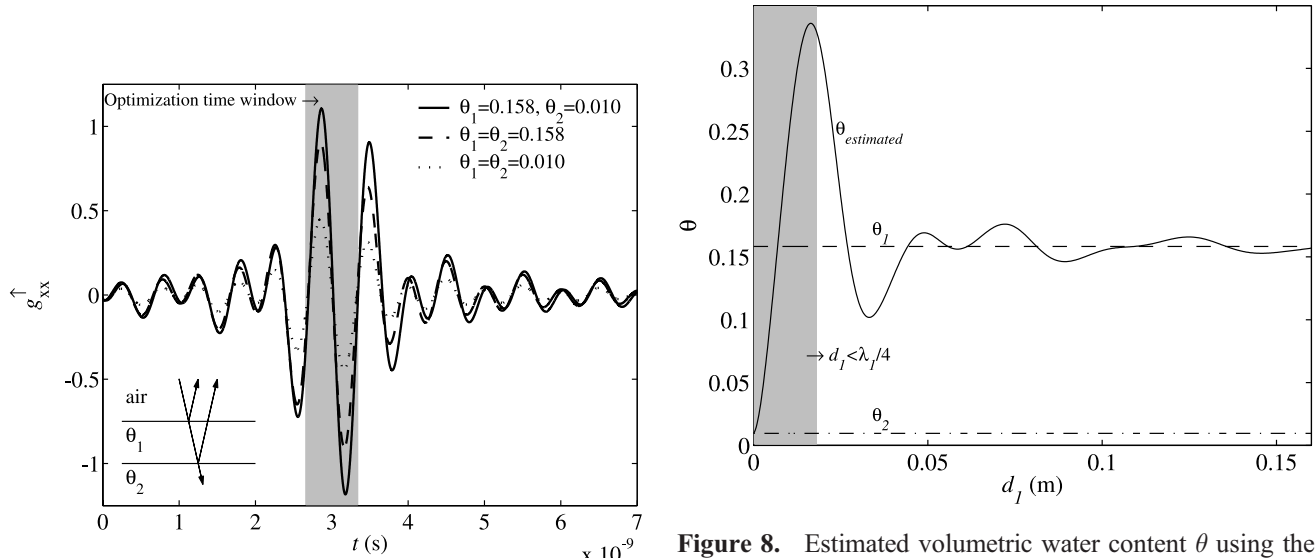 Optimization time window →
θ1=0.158, θ2=0.010
θ1=θ2=0.158
θ1=θ2=0.010
1
0.5
0
-0.5
-1
g↑xx
air
θ1
θ2
0 1 2 3 4 5 6 7
t (s)
x 10^-9
0.3
0.25
0.2
0.15
0.1
0.05
0
θ
θestimated
θ1
→ d1<λ1/4
θ2
0 0.05 0.1 0.15
d1 (m)
Figure 8. Estimated volumetric water content θ using the